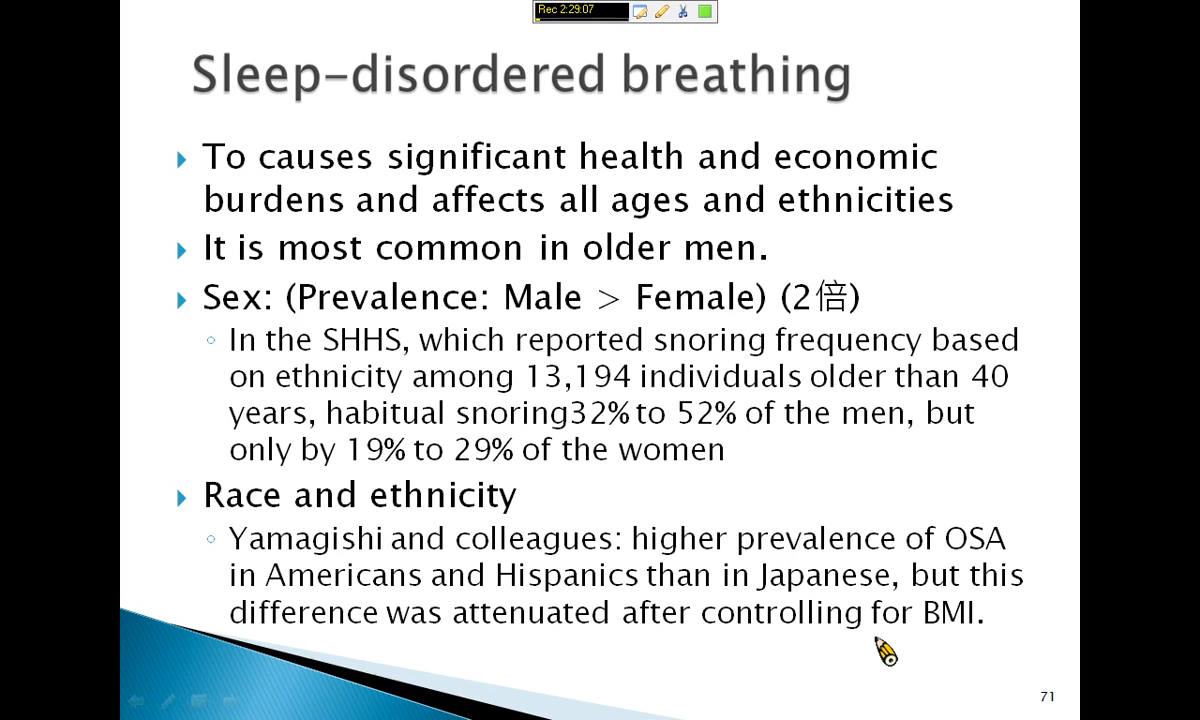 Rec 2:29:07
Sleep-disordered breathing
To causes significant health and economic
burdens and affects all ages and ethnicities
It is most common in older men.
Sex: (Prevalence: Male > Female) (2倍)
In the SHHS, which reported snoring frequency based
on ethnicity among 13,194 individuals older than 40
years, habitual snoring32% to 52% of the men, but
only by 19% to 29% of the women
Race and ethnicity
Yamagishi and colleagues: higher prevalence of OSA
in Americans and Hispanics than in Japanese, but this
difference was attenuated after controlling for BMI.
71